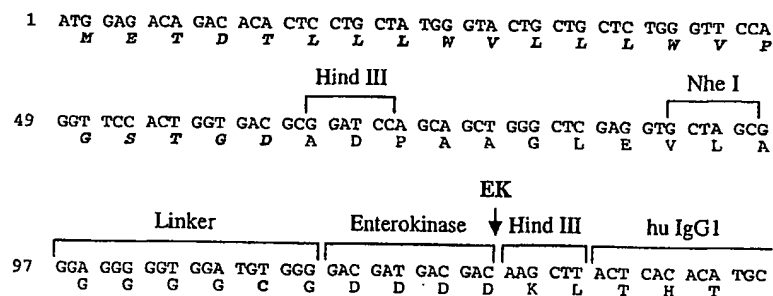 1 ATG GAG ACA GAC ACA CTC CTG CTA TGG GTA CTG CTG CTC TGG GTT CCA
M E T D T L L L W V L L L W V P
Hind III Nhe I
49 GGT TCC ACT GGT GAC GCG GAT CCA GCA GCT GGG CTC GAG GTG CTA GCG
G S T G D A D P A A G L E V L A
EK
Linker Enterokinase Hind III hu IgG1
97 GGA GGG GGT GGA TGT GGG GAC GAT GAC GAC AAG CTT ACT CAC ACA TGC
G G G G C G D D D D K L T H T